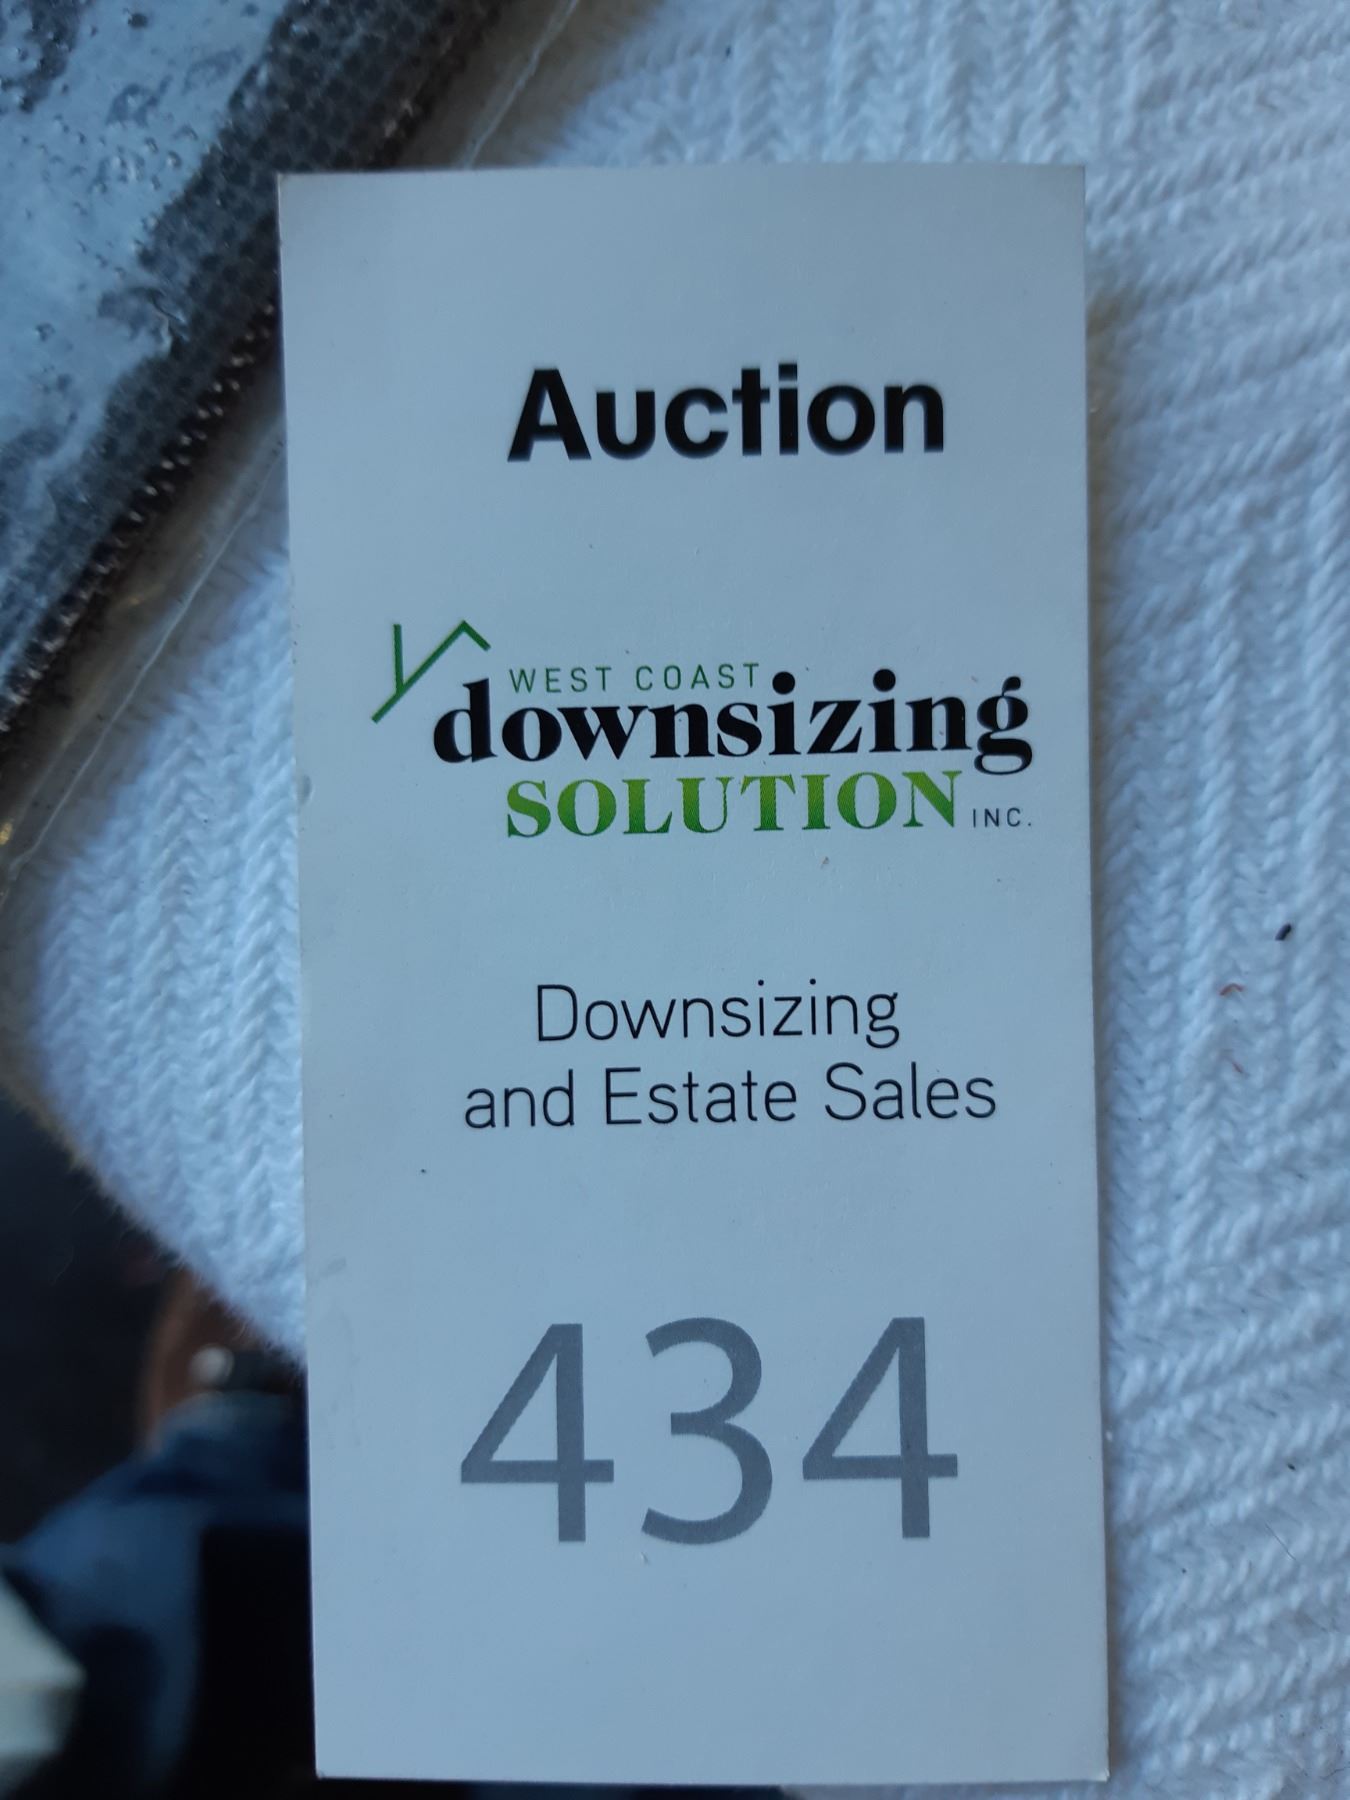 Auction
WEST COAST
downsizing
SOLUTION INC.
Downsizing
and Estate Sales
434